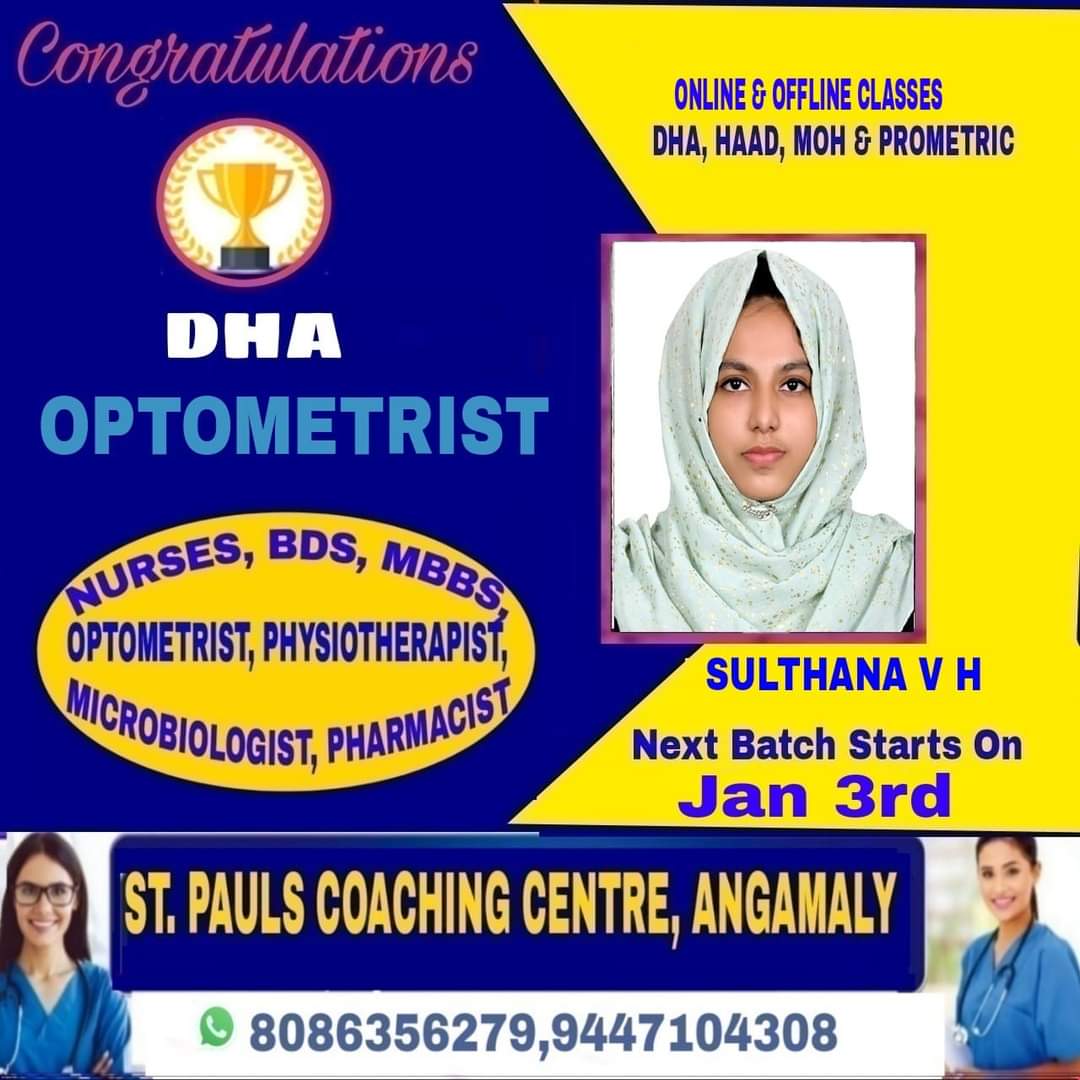 Congratulations
DHA
OPTOMETRIST
NURSES, BDS, MBBS,
OPTOMETRIST, PHYSIOTHERAPIST,
MICROBIOLOGIST, PHARMACIST
ONLINE & OFFLINE CLASSES
DHA, HAAD, MOH & PROMETRIC
SULTHANA V H
Next Batch Starts On
Jan 3rd
ST. PAULS COACHING CENTRE, ANGAMALY
8086356279,9447104308